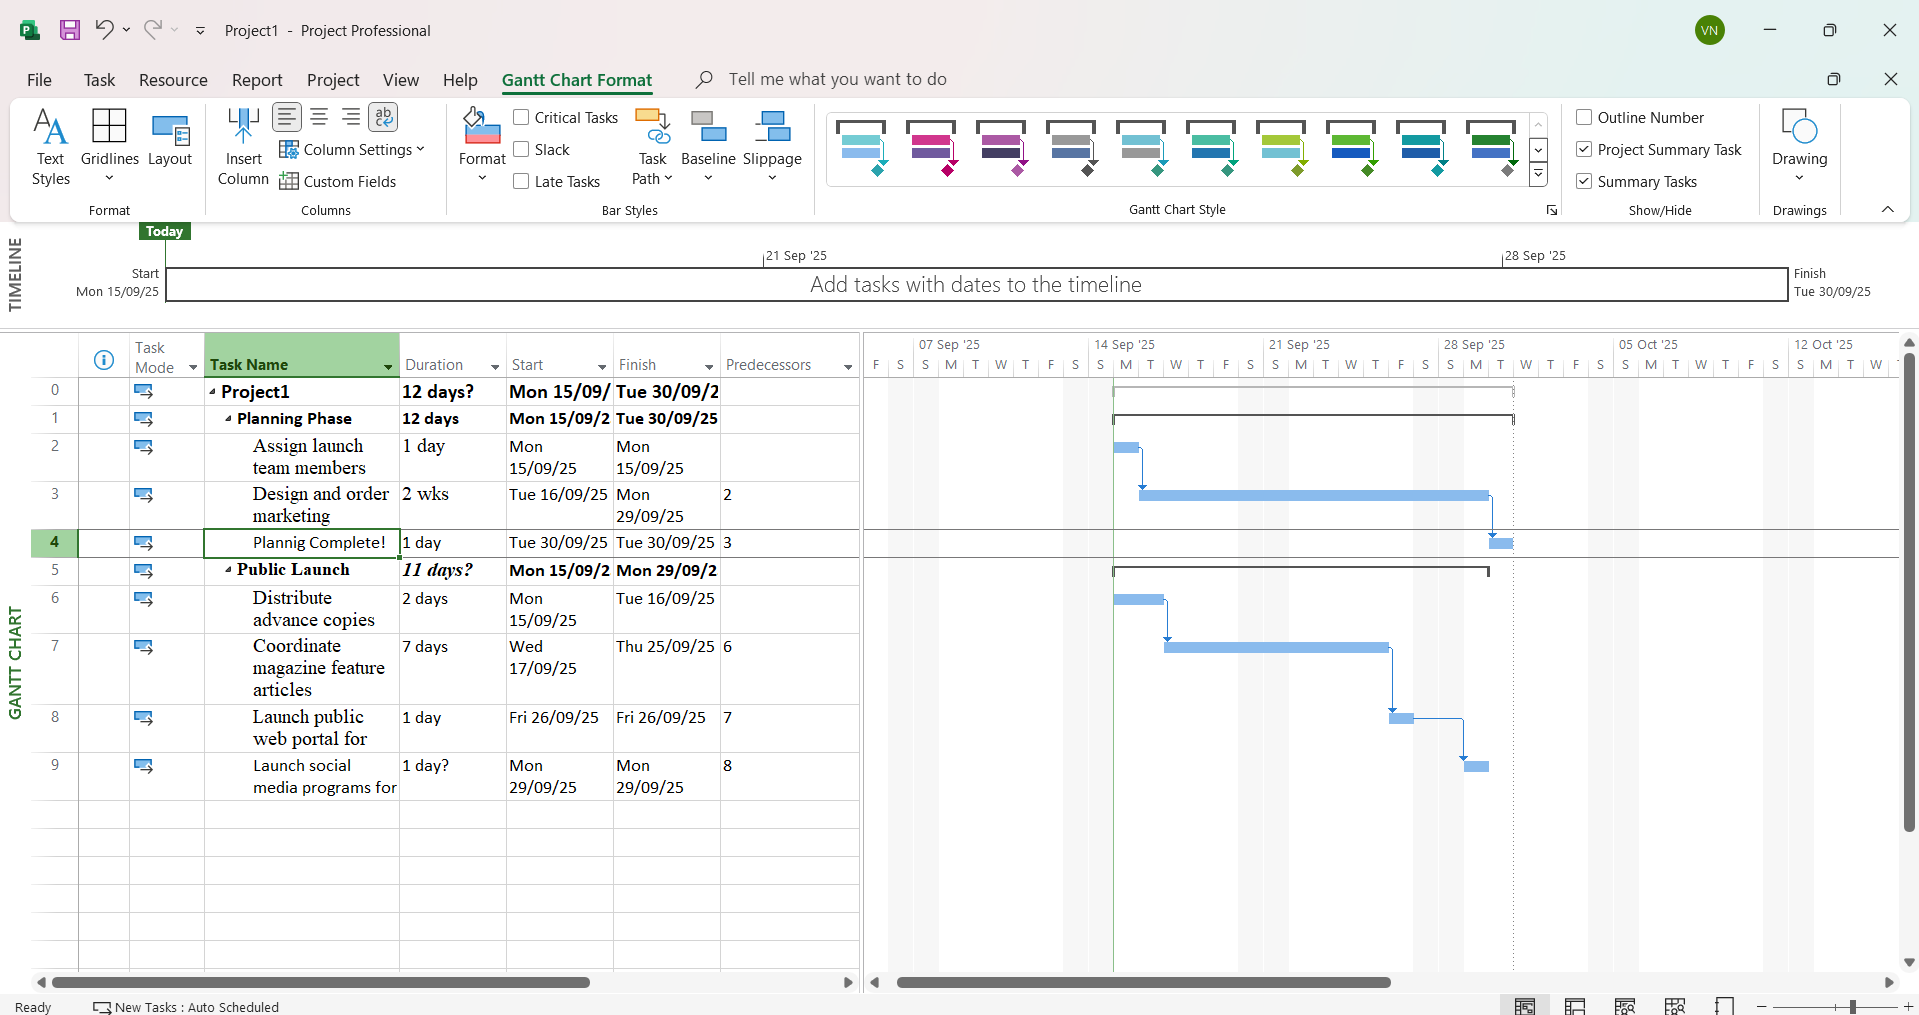 Project1 - Project Professional
VN
File Task Resource Report Project View Help Gantt Chart Format Tell me what you want to do
Text Styles
Gridlines
Layout
Format
Insert Column
Column Settings
Custom Fields
Columns
Format
Critical Tasks
Slack
Late Tasks
Task Path
Baseline
Slippage
Bar Styles
Gantt Chart Style
Outline Number
Project Summary Task
Summary Tasks
Show/Hide
Drawing
Drawings
TIMELINE
Today
Start
Mon 15/09/25
21 Sep '25
28 Sep '25
Add tasks with dates to the timeline
Finish
Tue 30/09/25
GANTT CHART
Task Mode Task Name Duration Start Finish Predecessors
07 Sep '25 14 Sep '25 21 Sep '25 28 Sep '25 05 Oct '25 12 Oct '25
F S S M T W T F S S M T W T F S S M T W T F S S M T W T F S S M T W T F S S M T W
0 Project1 12 days? Mon 15/09/ Tue 30/09/2
1 Planning Phase 12 days Mon 15/09/2 Tue 30/09/25
2 Assign launch 1 day Mon Mon
team members 15/09/25 15/09/25
3 Design and order 2 wks Tue 16/09/25 Mon 2
marketing 29/09/25
4 Plannig Complete! 1 day Tue 30/09/25 Tue 30/09/25 3
5 Public Launch 11 days? Mon 15/09/2 Mon 29/09/2
6 Distribute 2 days Mon Tue 16/09/25
advance copies 15/09/25
7 Coordinate 7 days Wed Thu 25/09/25 6
magazine feature 17/09/25
articles
8 Launch public 1 day Fri 26/09/25 Fri 26/09/25 7
web portal for
9 Launch social 1 day? Mon Mon 8
media programs for 29/09/25 29/09/25
Ready New Tasks : Auto Scheduled